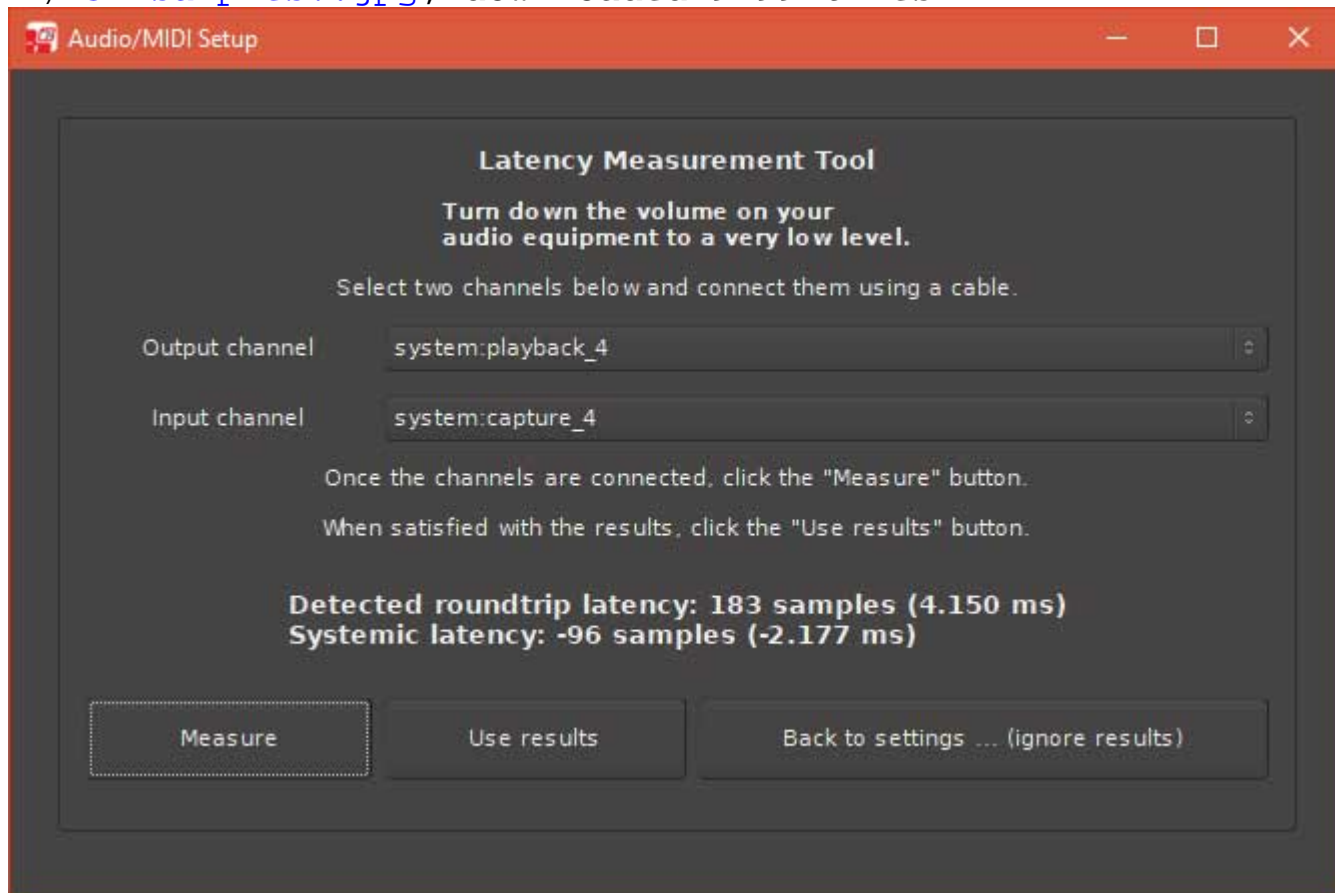 Audio/MIDI Setup
Latency Measurement Tool
Turn down the volume on your
audio equipment to a very low level.
Select two channels below and connect them using a cable.
Output channel system:playback_4
Input channel system:capture_4
Once the channels are connected, click the "Measure" button.
When satisfied with the results, click the "Use results" button.
Detected roundtrip latency: 183 samples (4.150 ms)
Systemic latency: -96 samples (-2.177 ms)
Measure Use results Back to settings ... (ignore results)